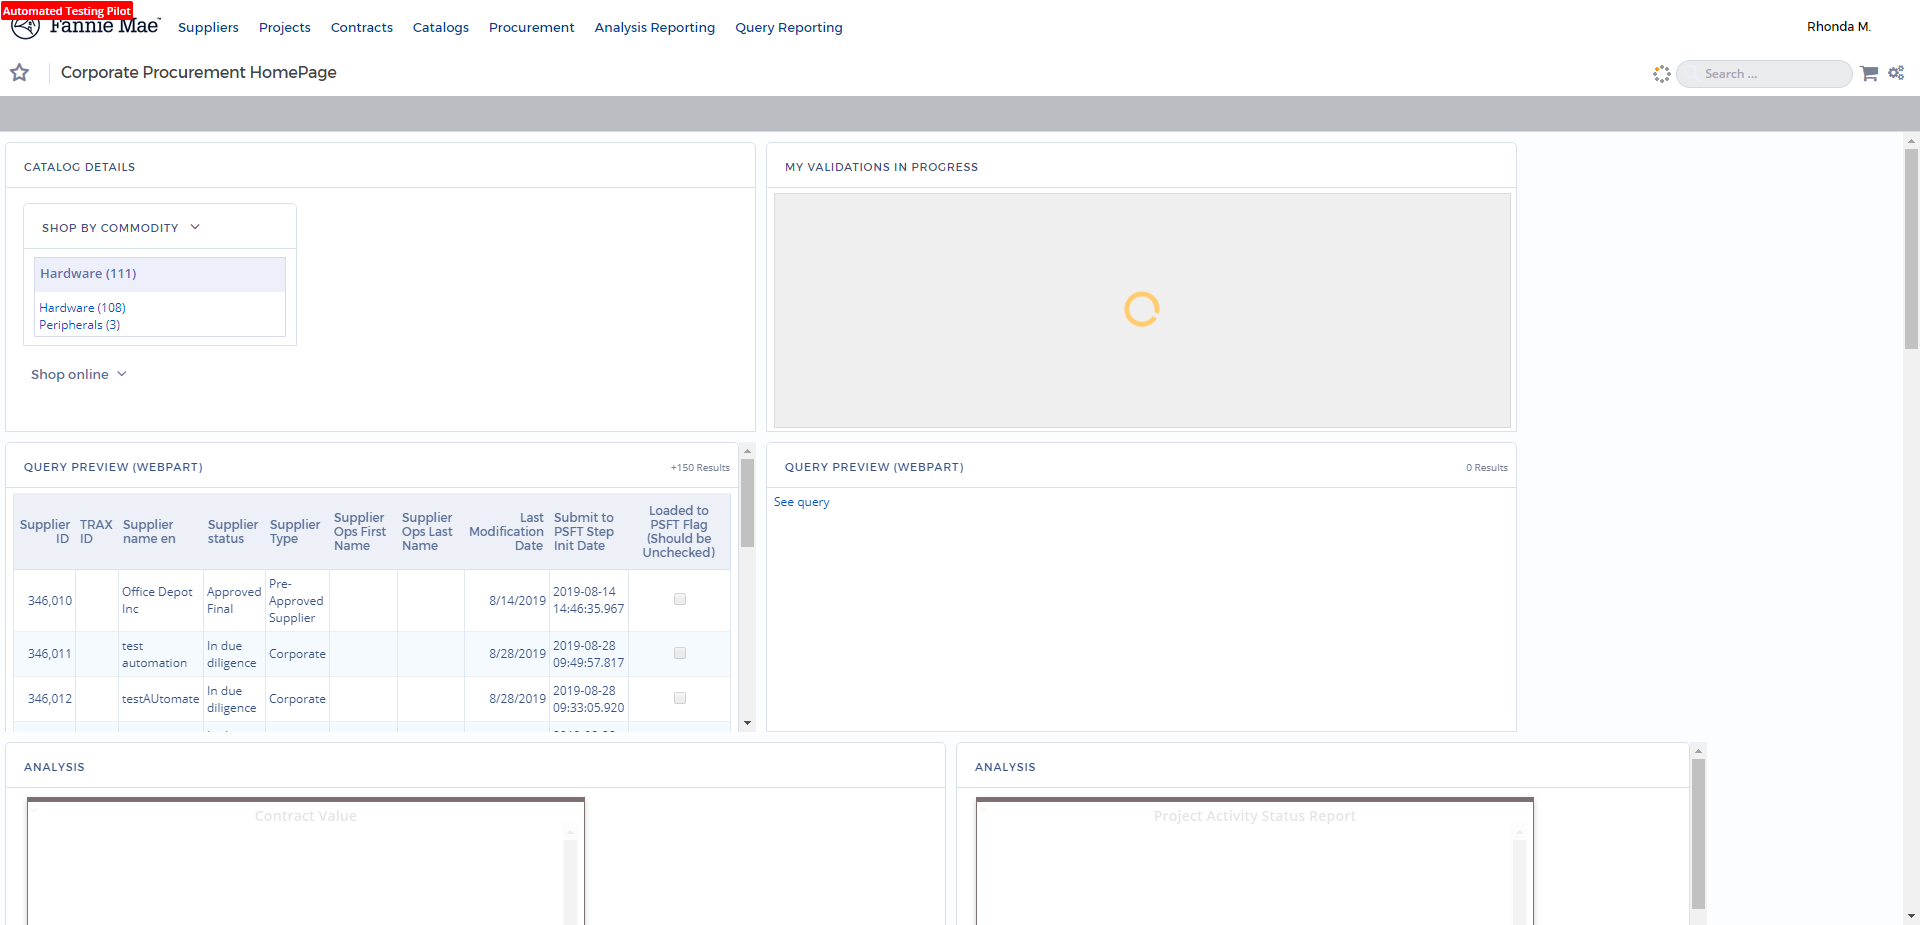 Automated Testing Pilot
Fannie Mae
Suppliers Projects Contracts Catalogs Procurement Analysis Reporting Query Reporting
Rhonda M.
Corporate Procurement HomePage
Search ...
CATALOG DETAILS
SHOP BY COMMODITY
Hardware (111)
Hardware (108)
Peripherals (3)
Shop online
MY VALIDATIONS IN PROGRESS
QUERY PREVIEW (WEBPART)
+150 Results
Supplier ID TRAX ID Supplier name en Supplier status Supplier Type Supplier Ops First Name Supplier Ops Last Name Last Modification Date Submit to PSFT Step Init Date Loaded to PSFT Flag (Should be Unchecked)
346,010 Office Depot Inc Approved Final Pre-Approved Supplier 8/14/2019 2019-08-14 14:46:35.967
346,011 test automation In due diligence Corporate 8/28/2019 2019-08-28 09:49:57.817
346,012 testAUtomate In due diligence Corporate 8/28/2019 2019-08-28 09:33:05.920
QUERY PREVIEW (WEBPART)
0 Results
See query
ANALYSIS
Contract Value
ANALYSIS
Project Activity Status Report